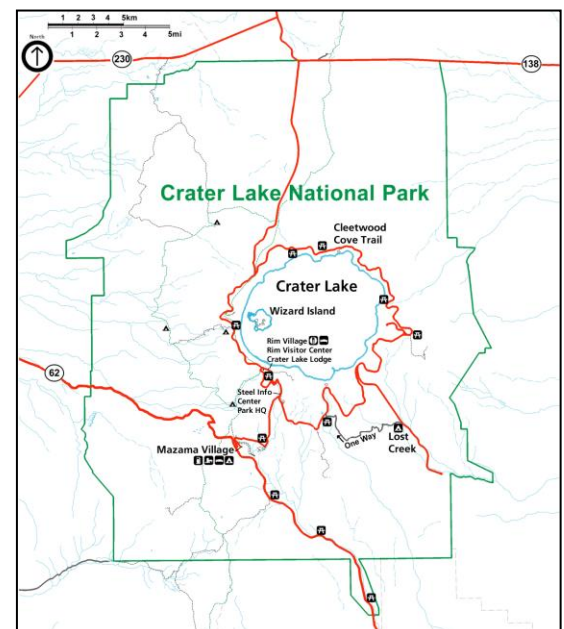 1 2 3 4 5km
1 2 3 4 5mi
North
230
138
Crater Lake National Park
Cleetwood
Cove Trail
Crater Lake
Wizard Island
Rim Village
Rim Visitor Center
Crater Lake Lodge
62
Steel Info
Center
Park HQ
One Way
Lost
Creek
Mazama Village